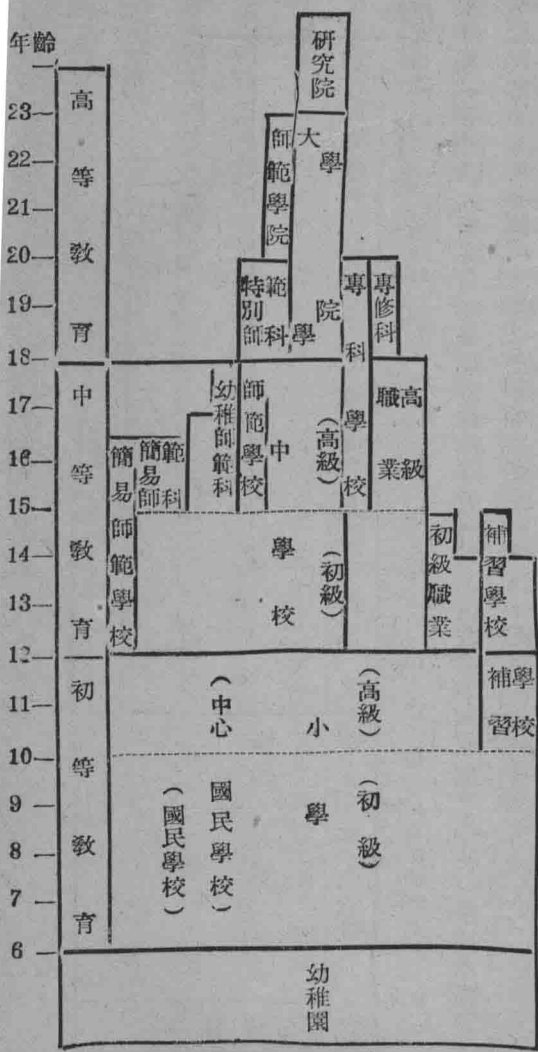 年齡
23
22
21
20
19
18
17
16
15
14
13
12
11
10
9
8
7
6
高等教育
中等教育
初等教育
研究院
大學
學院
師範學院
特別師
範科
專科學校
專修科
幼稚師範科
師範學校
簡易師範學校
簡易師
範科
中學校
(高級)
(初級)
高級
職業
初級職業
補習學校
補習
學校
小學
(高級)
(初級)
(中心
國民學校)
(國民學校)
幼稚園